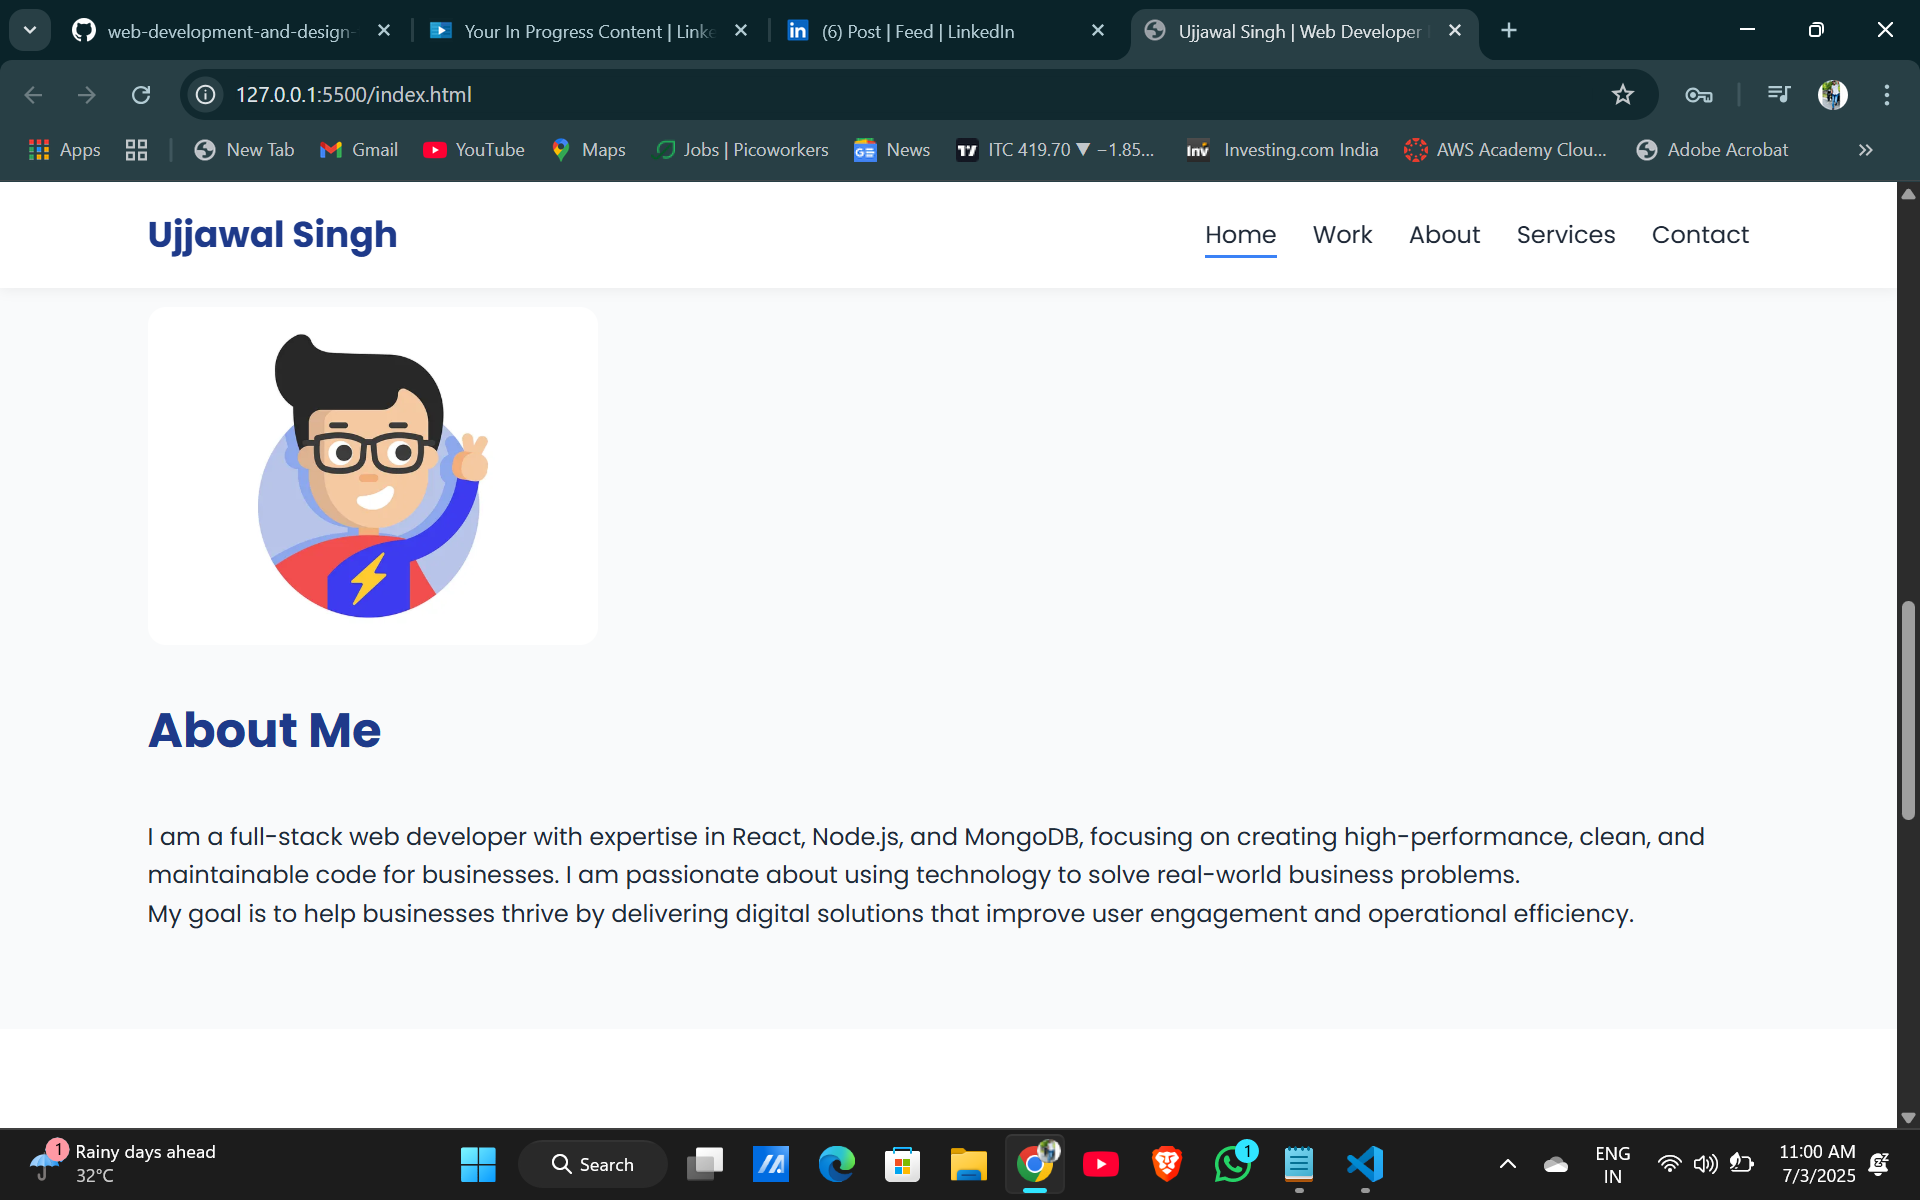 web-development-and-design-
Your In Progress Content | Linke
(6) Post | Feed | LinkedIn
Ujjawal Singh | Web Developer
127.0.0.1:5500/index.html
Apps
New Tab
Gmail
YouTube
Maps
Jobs | Picoworkers
News
ITC 419.70 ▼ −1.85...
Inv
Investing.com India
AWS Academy Clou...
Adobe Acrobat
Ujjawal Singh
Home
Work
About
Services
Contact
About Me
I am a full-stack web developer with expertise in React, Node.js, and MongoDB, focusing on creating high-performance, clean, and
maintainable code for businesses. I am passionate about using technology to solve real-world business problems.
My goal is to help businesses thrive by delivering digital solutions that improve user engagement and operational efficiency.
1
Rainy days ahead
32°C
Search
1
ENG
IN
11:00 AM
7/3/2025